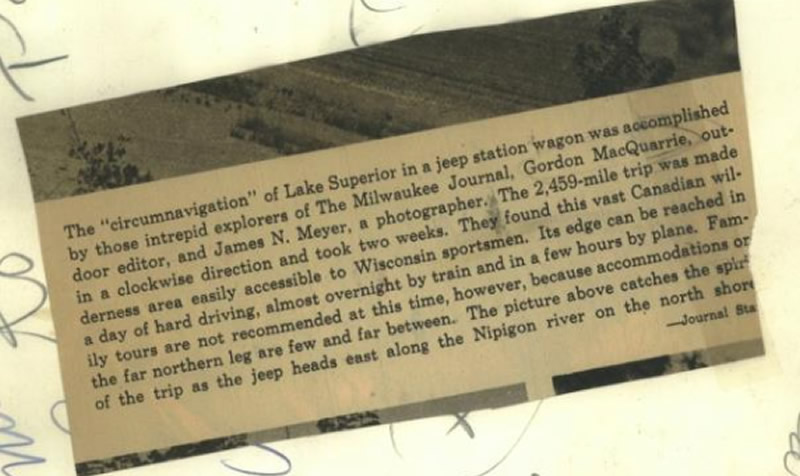 The "circumnavigation" of Lake Superior in a jeep station wagon was accomplished
by those intrepid explorers of The Milwaukee Journal, Gordon MacQuarrie, out-
door editor, and James N. Meyer, a photographer. The 2,459-mile trip was made
in a clockwise direction and took two weeks. They found this vast Canadian wil-
derness area easily accessible to Wisconsin sportsmen. Its edge can be reached in
a day of hard driving, almost overnight by train and in a few hours by plane. Fam-
ily tours are not recommended at this time, however, because accommodations or
the far northern leg are few and far between. The picture above catches the spiri
of the trip as the jeep heads east along the Nipigon river on the north shore
—Journal Sta